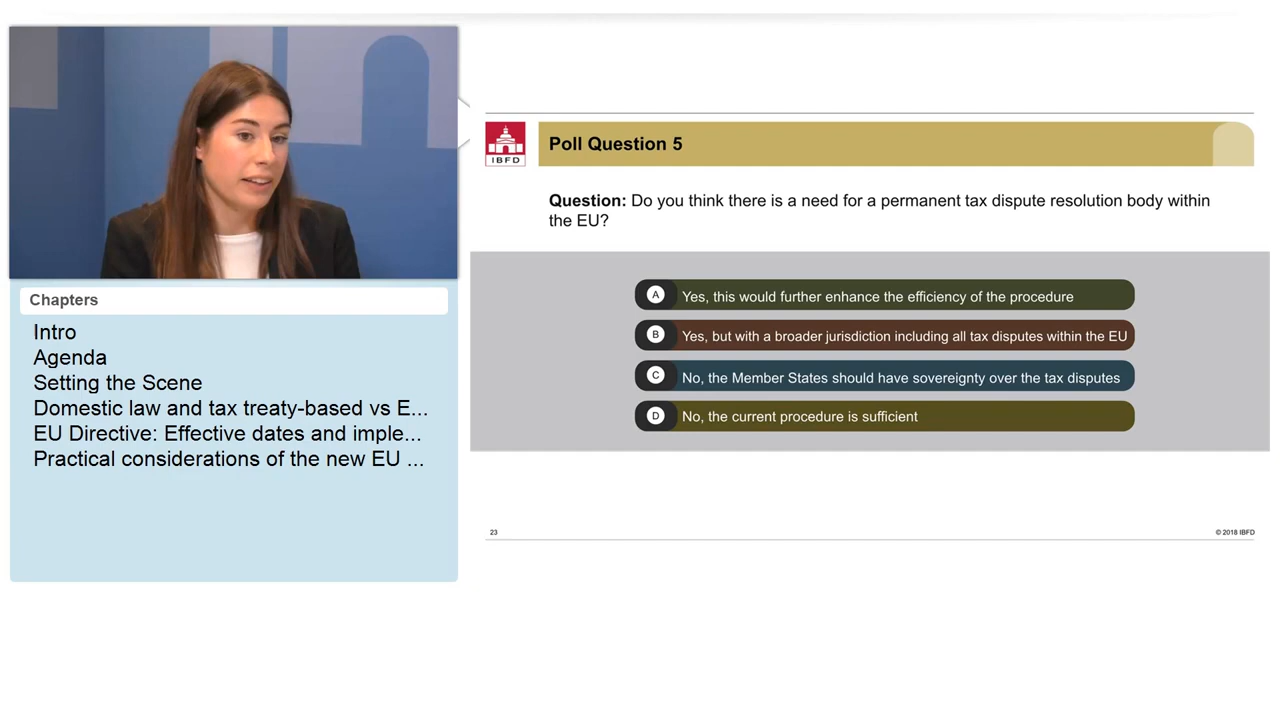 Chapters
Intro
Agenda
Setting the Scene
Domestic law and tax treaty-based vs E...
EU Directive: Effective dates and imple...
Practical considerations of the new EU ...
IBFD
Poll Question 5
Question: Do you think there is a need for a permanent tax dispute resolution body within
the EU?
A Yes, this would further enhance the efficiency of the procedure
B Yes, but with a broader jurisdiction including all tax disputes within the EU
C No, the Member States should have sovereignty over the tax disputes
D No, the current procedure is sufficient
23
© 2018 IBFD